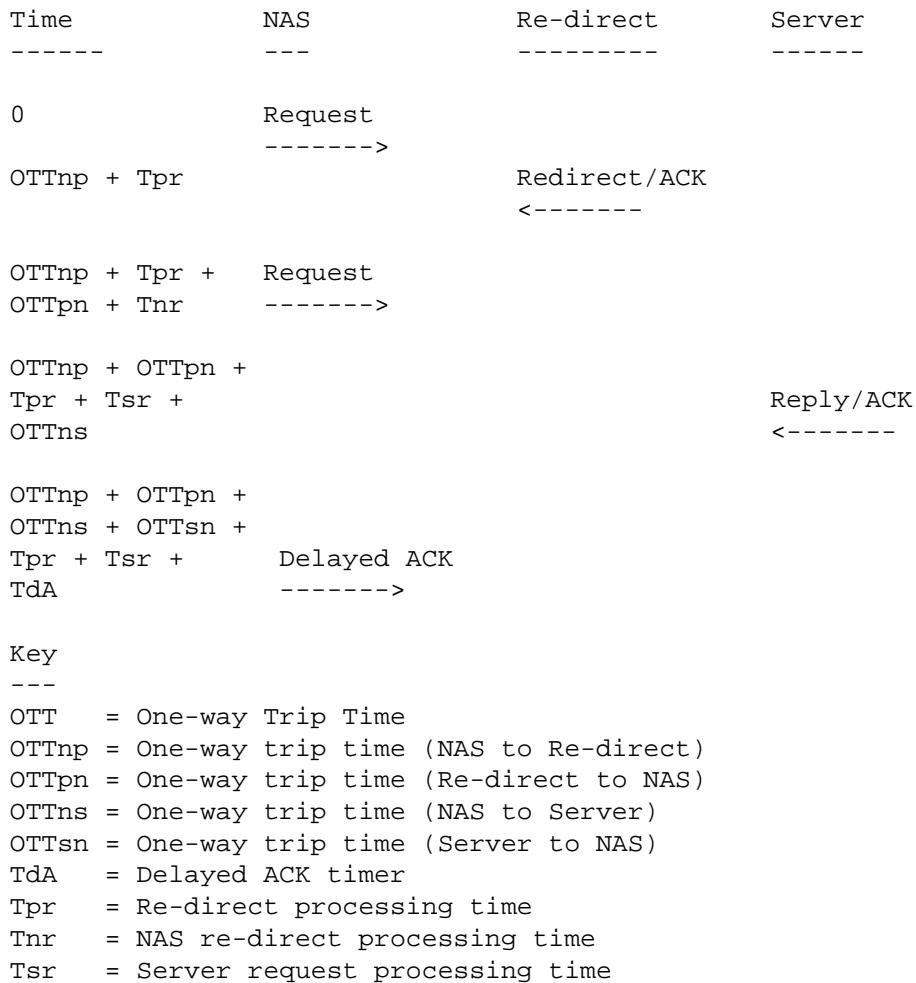 Time            NAS             Re-direct       Server
------          ---             ---------       ------
0               Request
                ------->
OTTnp + Tpr                     Redirect/ACK
                                <-------
OTTnp + Tpr +   Request
OTTpn + Tnr     ------->
OTTnp + OTTpn +
Tpr + Tsr +                                     Reply/ACK
OTTns                                           <-------
OTTnp + OTTpn +
OTTns + OTTsn +
Tpr + Tsr +      Delayed ACK
TdA              ------->
Key
---
OTT   = One-way Trip Time
OTTnp = One-way trip time (NAS to Re-direct)
OTTpn = One-way trip time (Re-direct to NAS)
OTTns = One-way trip time (NAS to Server)
OTTsn = One-way trip time (Server to NAS)
TdA   = Delayed ACK timer
Tpr   = Re-direct processing time
Tnr   = NAS re-direct processing time
Tsr   = Server request processing time